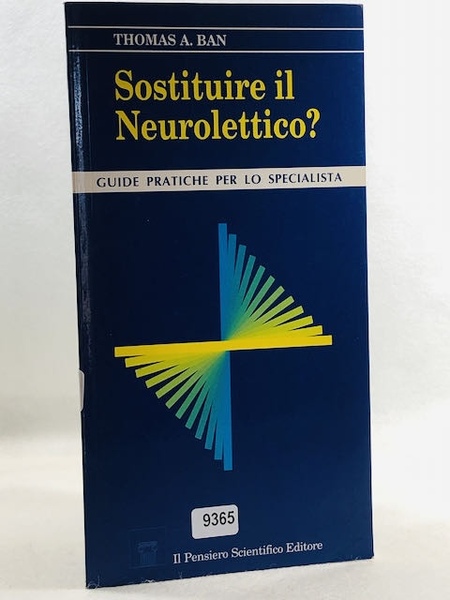 THOMAS A. BAN
Sostituire il
Neurolettico?
GUIDE PRATICHE PER LO SPECIALISTA
9365
Il Pensiero Scientifico Editore